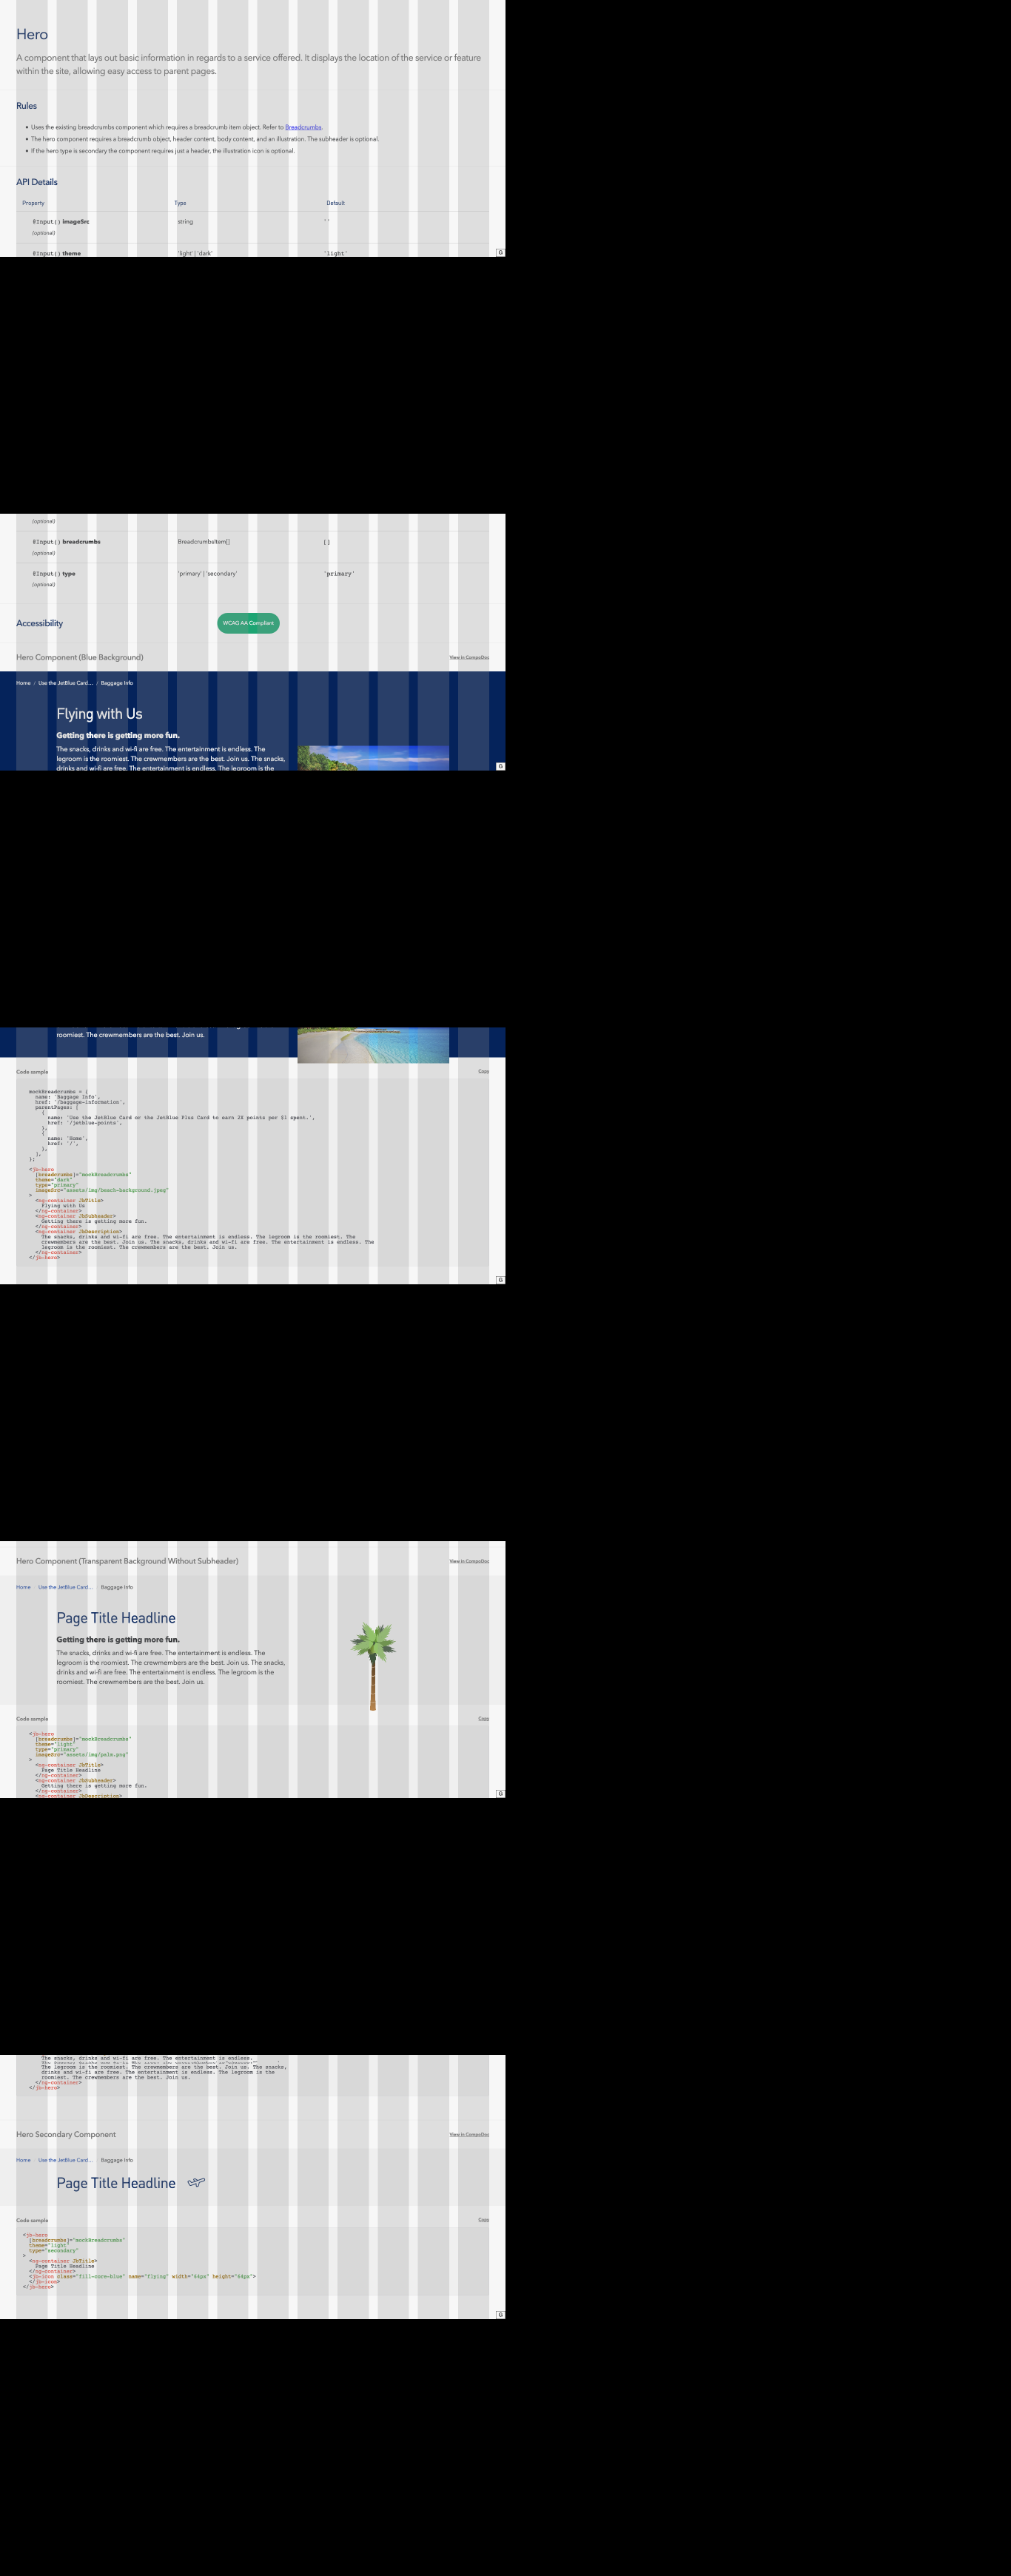 Hero
A component that lays out basic information in regards to a service offered. It displays the location of the service or feature
within the site, allowing easy access to parent pages.
Rules
• Uses the existing breadcrumbs component which requires a breadcrumb item object. Refer to Breadcrumbs.
• The hero component requires a breadcrumb object, header content, body content, and an illustration. The subheader is optional.
• If the hero type is secondary the component requires just a header, the illustration icon is optional.
API Details
Property Type Default
@Input() imageSrc string ''
(optional)
@Input() theme 'light' | 'dark' 'light'
G
(optional)
@Input() breadcrumbs BreadcrumbsItem[] []
(optional)
@Input() type 'primary' | 'secondary' 'primary'
(optional)
Accessibility WCAG AA Compliant
Hero Component (Blue Background) View in CompoDoc
Home / Use the JetBlue Card... / Baggage Info
Flying with Us
Getting there is getting more fun.
The snacks, drinks and wi-fi are free. The entertainment is endless. The
legroom is the roomiest. The crewmembers are the best. Join us. The snacks,
drinks and wi-fi are free. The entertainment is endless. The legroom is the
G
roomiest. The crewmembers are the best. Join us.
Code sample Copy
mockBreadcrumbs = {
name: 'Baggage Info',
href: '/baggage-information',
parentPages: [
{
name: 'Use the JetBlue Card or the JetBlue Plus Card to earn 2X points per $1 spent.',
href: '/jetblue-points',
},
{
name: 'Home',
href: '/',
},
],
};
<jb-hero
[breadcrumbs]="mockBreadcrumbs"
theme="dark"
type="primary"
imageSrc="assets/img/beach-background.jpeg"
>
<ng-container JbTitle>
Flying with Us
</ng-container>
<ng-container JbSubheader>
Getting there is getting more fun.
</ng-container>
<ng-container JbDescription>
The snacks, drinks and wi-fi are free. The entertainment is endless. The legroom is the roomiest. The
crewmembers are the best. Join us. The snacks, drinks and wi-fi are free. The entertainment is endless. The
legroom is the roomiest. The crewmembers are the best. Join us.
</ng-container>
</jb-hero>
G
Hero Component (Transparent Background Without Subheader) View in CompoDoc
Home Use the JetBlue Card... Baggage Info
Page Title Headline
Getting there is getting more fun.
The snacks, drinks and wi-fi are free. The entertainment is endless. The
legroom is the roomiest. The crewmembers are the best. Join us. The snacks,
drinks and wi-fi are free. The entertainment is endless. The legroom is the
roomiest. The crewmembers are the best. Join us.
Code sample Copy
<jb-hero
[breadcrumbs]="mockBreadcrumbs"
theme="light"
type="primary"
imageSrc="assets/img/palm.png"
>
<ng-container JbTitle>
Page Title Headline
</ng-container>
<ng-container JbSubheader>
Getting there is getting more fun.
</ng-container>
<ng-container JbDescription>
G
The snacks, drinks and wi-fi are free. The entertainment is endless.
The legroom is the roomiest. The crewmembers are the best. Join us. The snacks,
drinks and wi-fi are free. The entertainment is endless. The legroom is the
roomiest. The crewmembers are the best. Join us.
</ng-container>
</jb-hero>
Hero Secondary Component View in CompoDoc
Home Use the JetBlue Card... Baggage Info
Page Title Headline
Code sample Copy
<jb-hero
[breadcrumbs]="mockBreadcrumbs"
theme="light"
type="secondary"
>
<ng-container JbTitle>
Page Title Headline
</ng-container>
<jb-icon class="fill-core-blue" name="flying" width="64px" height="64px">
</jb-icon>
</jb-hero>
G